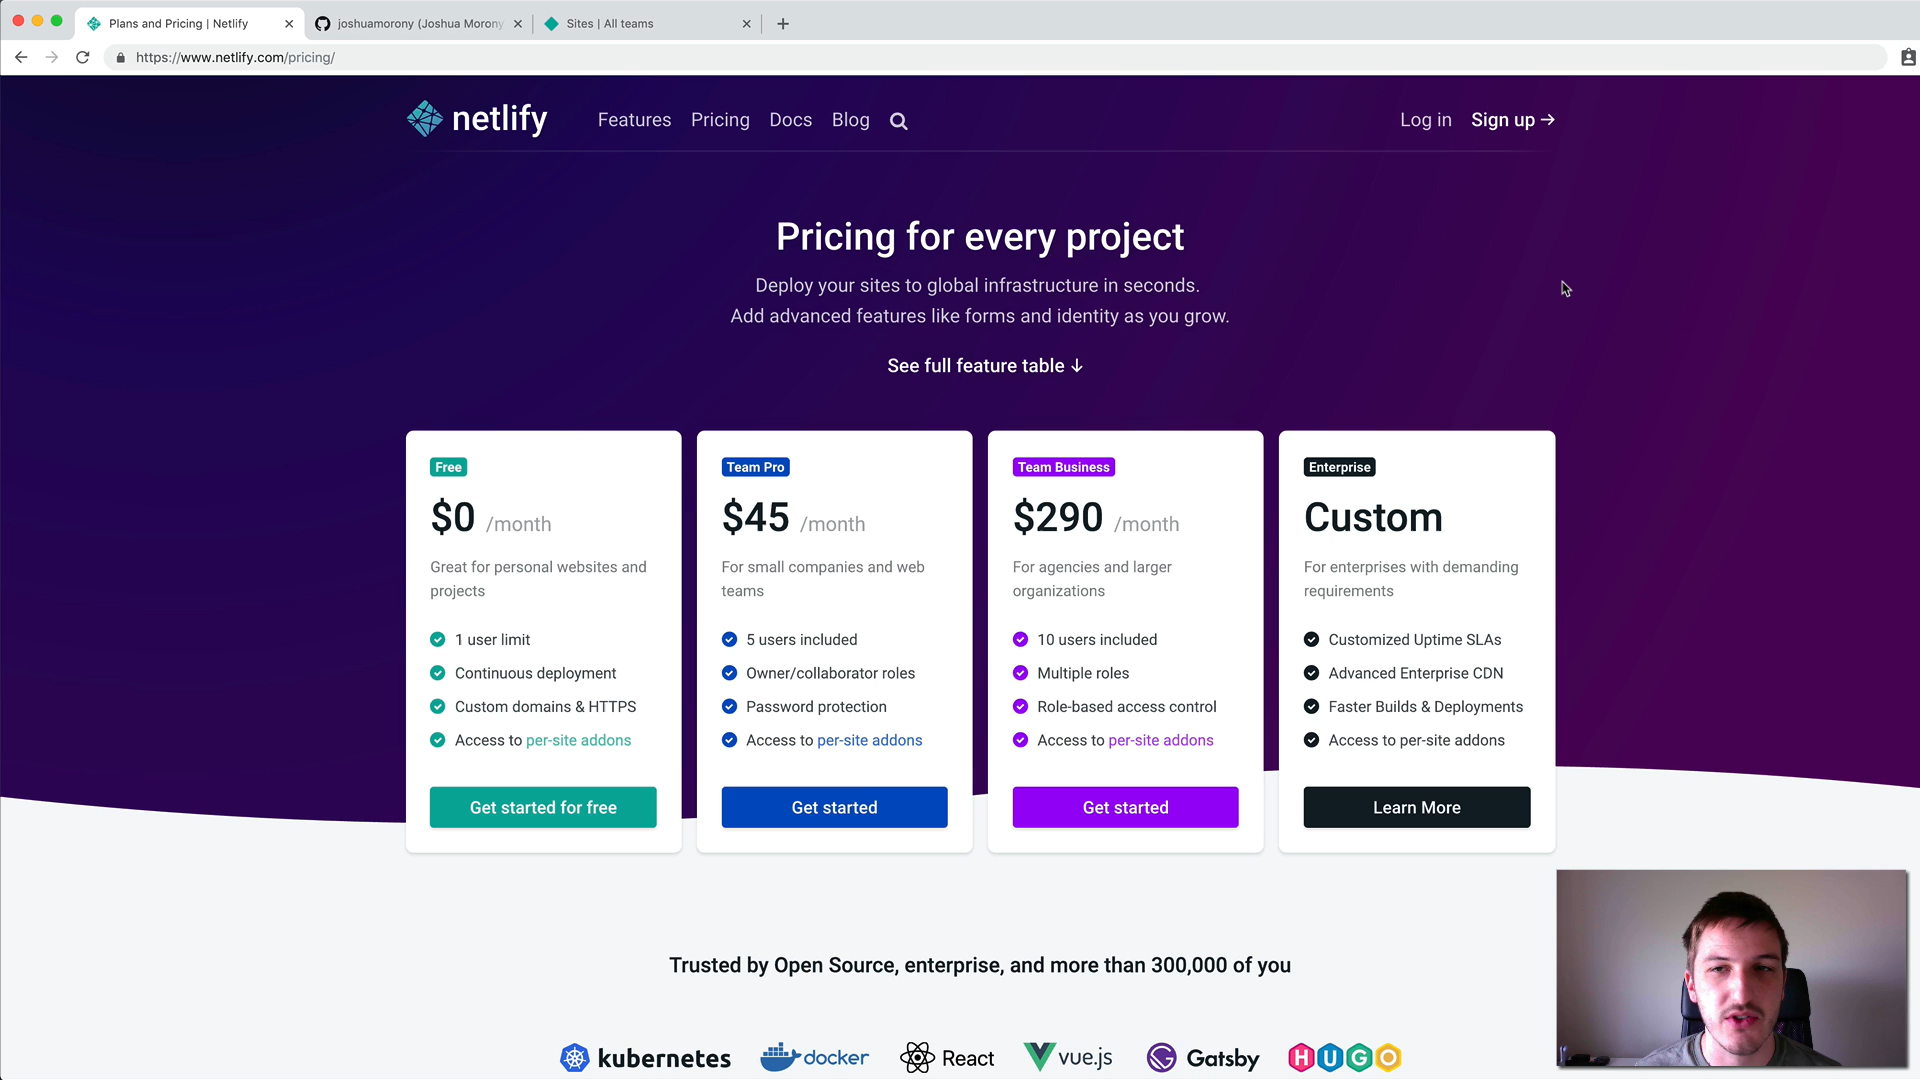 Plans and Pricing | Netlify
joshuamorony (Joshua Morony
Sites | All teams
https://www.netlify.com/pricing/
netlify
Features
Pricing
Docs
Blog
Log in
Sign up →
Pricing for every project
Deploy your sites to global infrastructure in seconds.
Add advanced features like forms and identity as you grow.
See full feature table ↓
Free
$0 /month
Great for personal websites and
projects
1 user limit
Continuous deployment
Custom domains & HTTPS
Access to per-site addons
Get started for free
Team Pro
$45 /month
For small companies and web
teams
5 users included
Owner/collaborator roles
Password protection
Access to per-site addons
Get started
Team Business
$290 /month
For agencies and larger
organizations
10 users included
Multiple roles
Role-based access control
Access to per-site addons
Get started
Enterprise
Custom
For enterprises with demanding
requirements
Customized Uptime SLAs
Advanced Enterprise CDN
Faster Builds & Deployments
Access to per-site addons
Learn More
Trusted by Open Source, enterprise, and more than 300,000 of you
kubernetes
docker
React
vue.js
Gatsby
HUGO